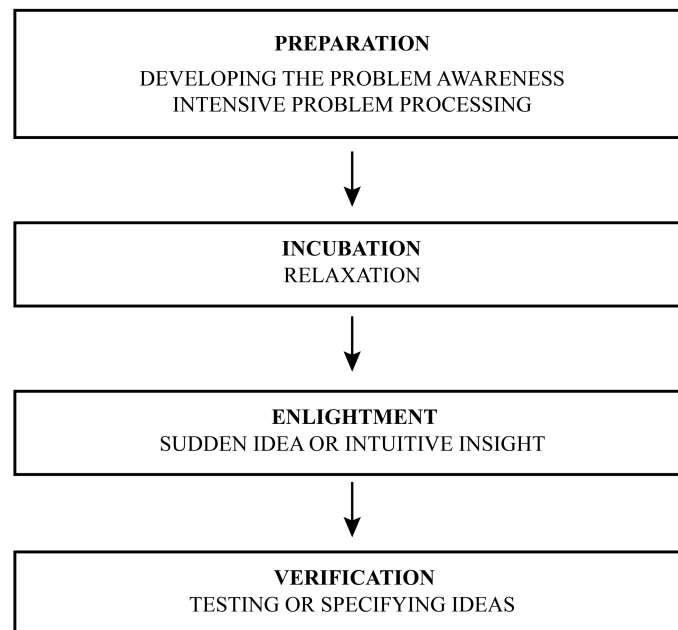 PREPARATION
DEVELOPING THE PROBLEM AWARENESS
INTENSIVE PROBLEM PROCESSING
INCUBATION
RELAXATION
ENLIGHTMENT
SUDDEN IDEA OR INTUITIVE INSIGHT
VERIFICATION
TESTING OR SPECIFYING IDEAS